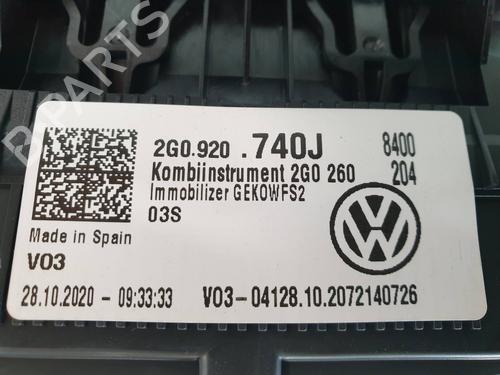 2G0.920 .740J 8400
Kombiinstrument 2G0 260 204
Immobilizer GEKOWFS2
03S
Made in Spain
V03
28.10.2020 - 09:33:33 V03-04128.10.2072140726
B-PARTS